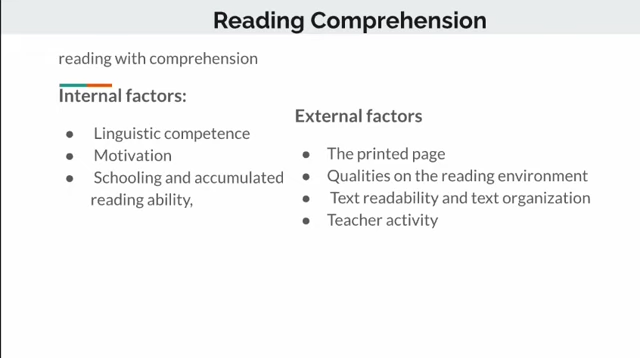 Reading Comprehension
reading with comprehension
Internal factors:
● Linguistic competence
● Motivation
● Schooling and accumulated
reading ability,
External factors
● The printed page
● Qualities on the reading environment
● Text readability and text organization
● Teacher activity